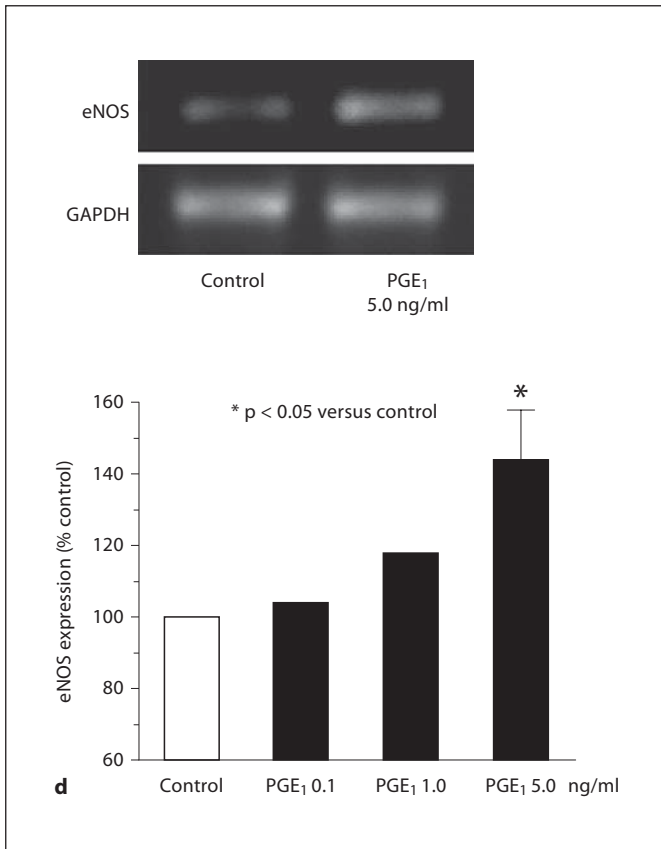 eNOS
GAPDH
Control PGE₁
5.0 ng/ml
160
* 
* p < 0.05 versus control
140
120
100
80
60
eNOS expression (% control)
d Control PGE₁ 0.1 PGE₁ 1.0 PGE₁ 5.0 ng/ml